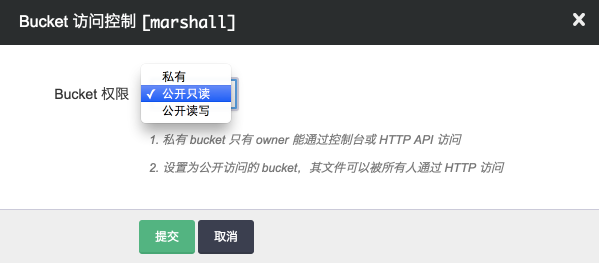 Bucket 访问控制 [marshall]
私有
Bucket 权限 ✓ 公开只读
公开读写
1. 私有 bucket 只有 owner 能通过控制台或 HTTP API 访问
2. 设置为公开访问的 bucket，其文件可以被所有人通过 HTTP 访问
提交 取消